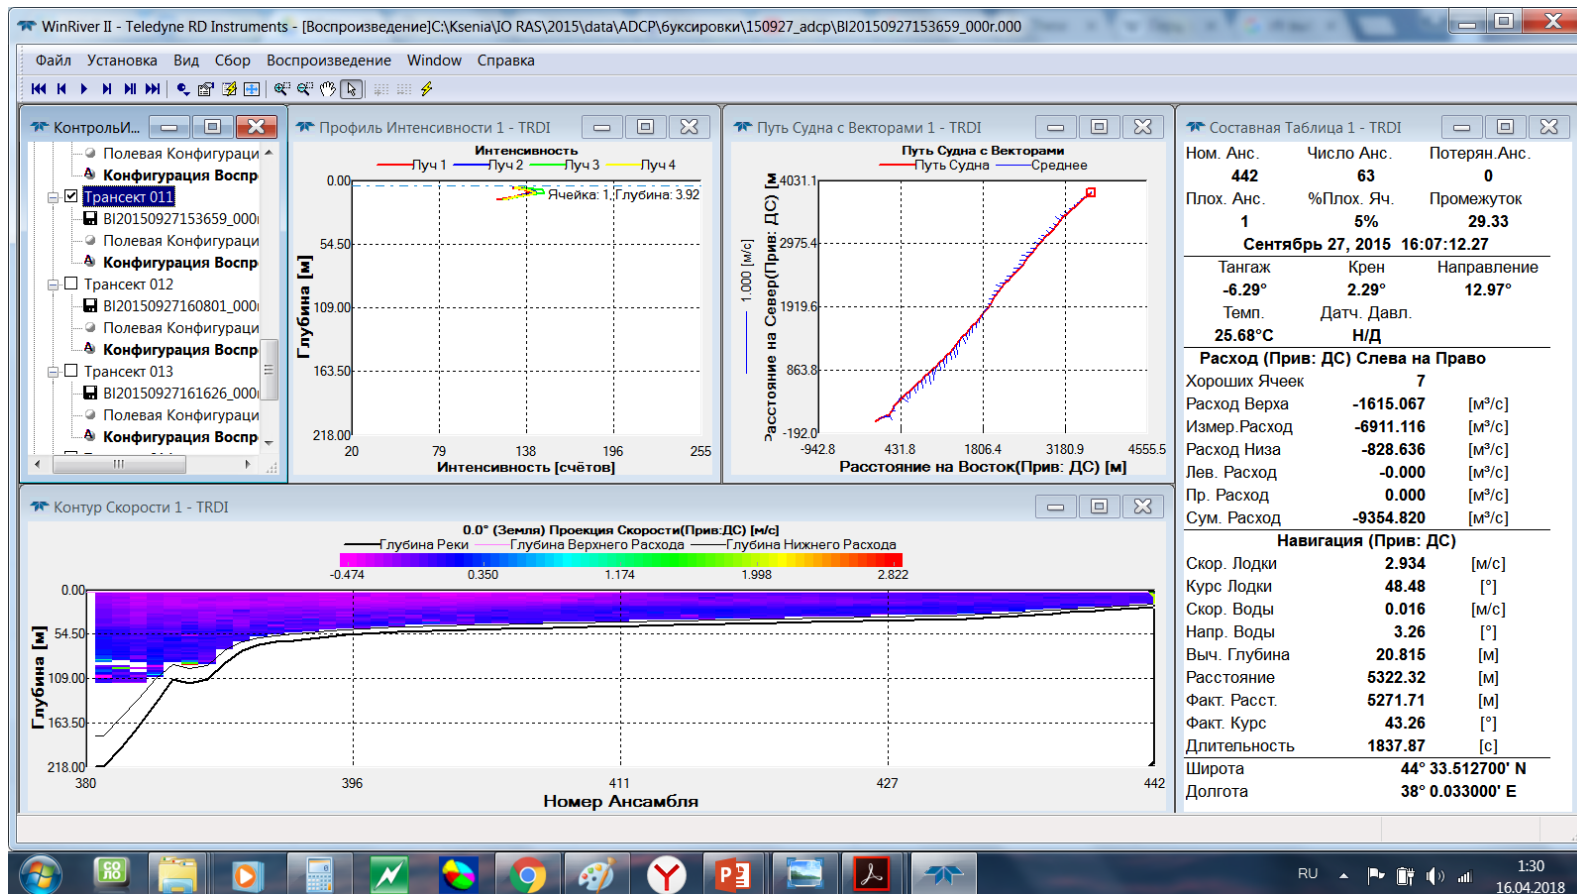 WinRiver II - Teledyne RD Instruments - [Воспроизведение]C:\Ksenia\IO RAS\2015\data\ADCP\буксировки\150927_adcp\BI20150927153659_000r.000
Файл Установка Вид Сбор Воспроизведение Window Справка
КонтрольИ...
Полевая Конфигураци
Конфигурация Воспр
Трансект 011
BI20150927153659_000r
Полевая Конфигураци
Конфигурация Воспр
Трансект 012
BI20150927160801_000r
Полевая Конфигураци
Конфигурация Воспр
Трансект 013
BI20150927161626_000r
Полевая Конфигураци
Конфигурация Воспр
Профиль Интенсивности 1 - TRDI
Интенсивность
Луч 1 Луч 2 Луч 3 Луч 4
Ячейка: 1, Глубина: 3.92
Глубина [м]
0.00
54.50
109.00
163.50
218.00
20 79 138 196 255
Интенсивность [счётов]
Путь Судна с Векторами 1 - TRDI
Путь Судна с Векторами
Путь Судна Среднее
1.000 [м/с]
Расстояние на Север(Прив: ДС) [м
4031.1
2975.4
1919.6
863.8
-192.0
-942.8 431.8 1806.4 3180.9 4555.5
Расстояние на Восток(Прив: ДС) [м]
Составная Таблица 1 - TRDI
Ном. Анс. Число Анс. Потерян.Анс.
442 63 0
Плох. Анс. %Плох. Яч. Промежуток
1 5% 29.33
Сентябрь 27, 2015 16:07:12.27
Тангаж Крен Направление
-6.29° 2.29° 12.97°
Темп. Датч. Давл.
25.68°C Н/Д
Расход (Прив: ДС) Слева на Право
Хороших Ячеек 7
Расход Верха -1615.067 [м³/с]
Измер.Расход -6911.116 [м³/с]
Расход Низа -828.636 [м³/с]
Лев. Расход -0.000 [м³/с]
Пр. Расход 0.000 [м³/с]
Сум. Расход -9354.820 [м³/с]
Навигация (Прив: ДС)
Скор. Лодки 2.934 [м/с]
Курс Лодки 48.48 [°]
Скор. Воды 0.016 [м/с]
Напр. Воды 3.26 [°]
Выч. Глубина 20.815 [м]
Расстояние 5322.32 [м]
Факт. Расст. 5271.71 [м]
Факт. Курс 43.26 [°]
Длительность 1837.87 [с]
Широта 44° 33.512700' N
Долгота 38° 0.033000' E
Контур Скорости 1 - TRDI
0.0° (Земля) Проекция Скорости(Прив:ДС) [м/с]
Глубина Реки Глубина Верхнего Расхода Глубина Нижнего Расхода
-0.474 0.350 1.174 1.998 2.822
Глубина [м]
0.00
54.50
109.00
163.50
218.00
380 396 411 427 442
Номер Ансамбля
СО
ЛО
RU
1:30
16.04.2018